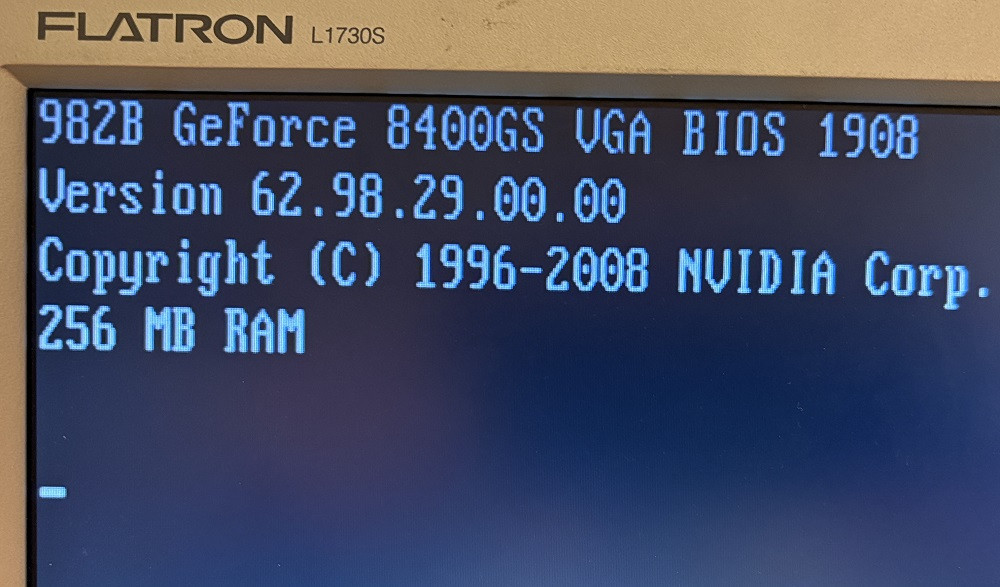 FLATRON L1730S
982B GeForce 8400GS VGA BIOS 1908
Version 62.98.29.00.00
Copyright (C) 1996-2008 NVIDIA Corp.
256 MB RAM